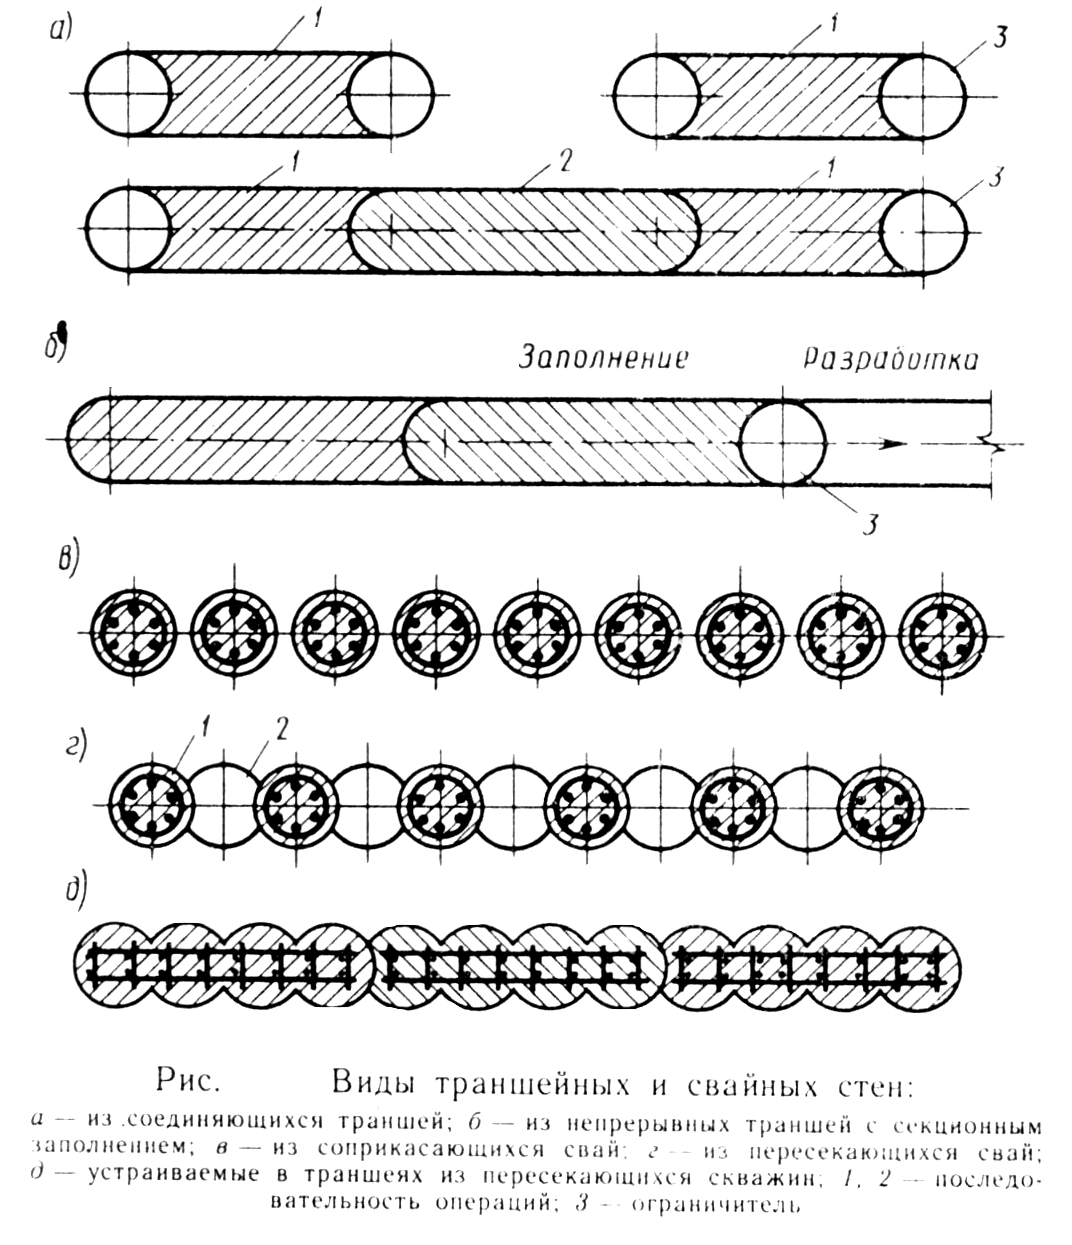 а)
1
1
3
1
2
1
3
б)
Заполнение
Разработка
3
в)
г)
1
2
д)
Рис. Виды траншейных и свайных стен:
а — из соединяющихся траншей; б — из непрерывных траншей с секционным
заполнением; в — из соприкасающихся свай; г — из пересекающихся свай;
д — устраиваемые в траншеях из пересекающихся скважин; 1, 2 — последо-
вательность операций; 3 — ограничитель